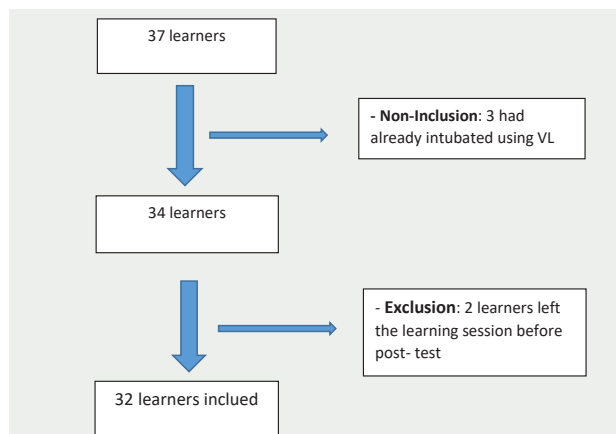 37 learners
- Non-Inclusion: 3 had
already intubated using VL
34 learners
- Exclusion: 2 learners left
the learning session before
post- test
32 learners inclued